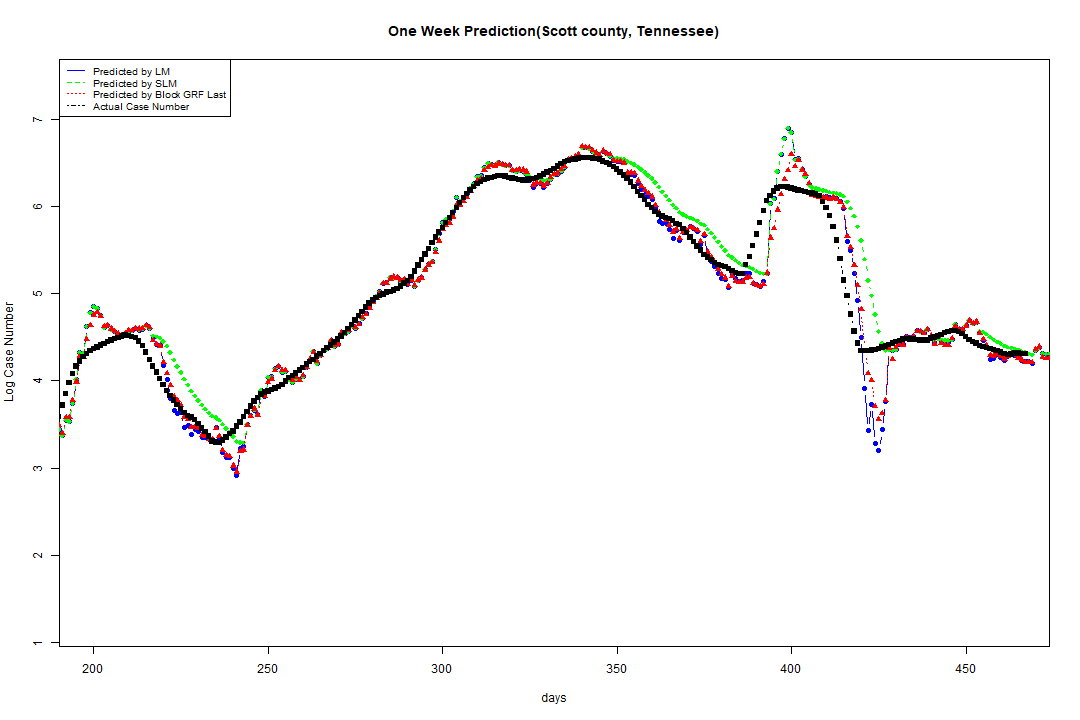 One Week Prediction(Scott county, Tennessee)
Predicted by LM
Predicted by SLM
Predicted by Block GRF Last
Actual Case Number
7
6
5
4
3
2
1
Log Case Number
200 250 300 350 400 450
days